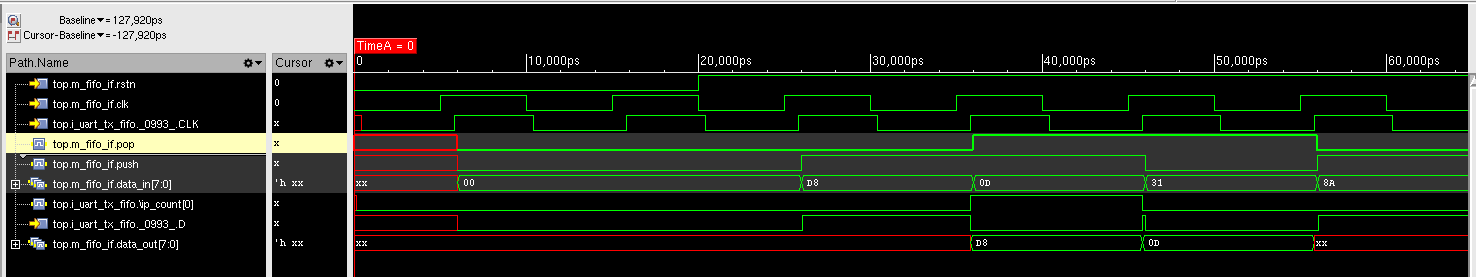 Baseline▼= 127,920ps
Cursor-Baseline▼= -127,920ps
TimeA = 0
Path.Name Cursor
0 10,000ps 20,000ps 30,000ps 40,000ps 50,000ps 60,000ps
top.m_fifo_if.rstn 0
top.m_fifo_if.clk 0
top.i_uart_tx_fifo._0993_.CLK x
top.m_fifo_if.pop x
top.m_fifo_if.push x
top.m_fifo_if.data_in[7:0] 'h xx xx 00 D8 0D 31 8A
top.i_uart_tx_fifo.\ip_count[0] x
top.i_uart_tx_fifo._0993_.D x
top.m_fifo_if.data_out[7:0] 'h xx xx D8 0D xx